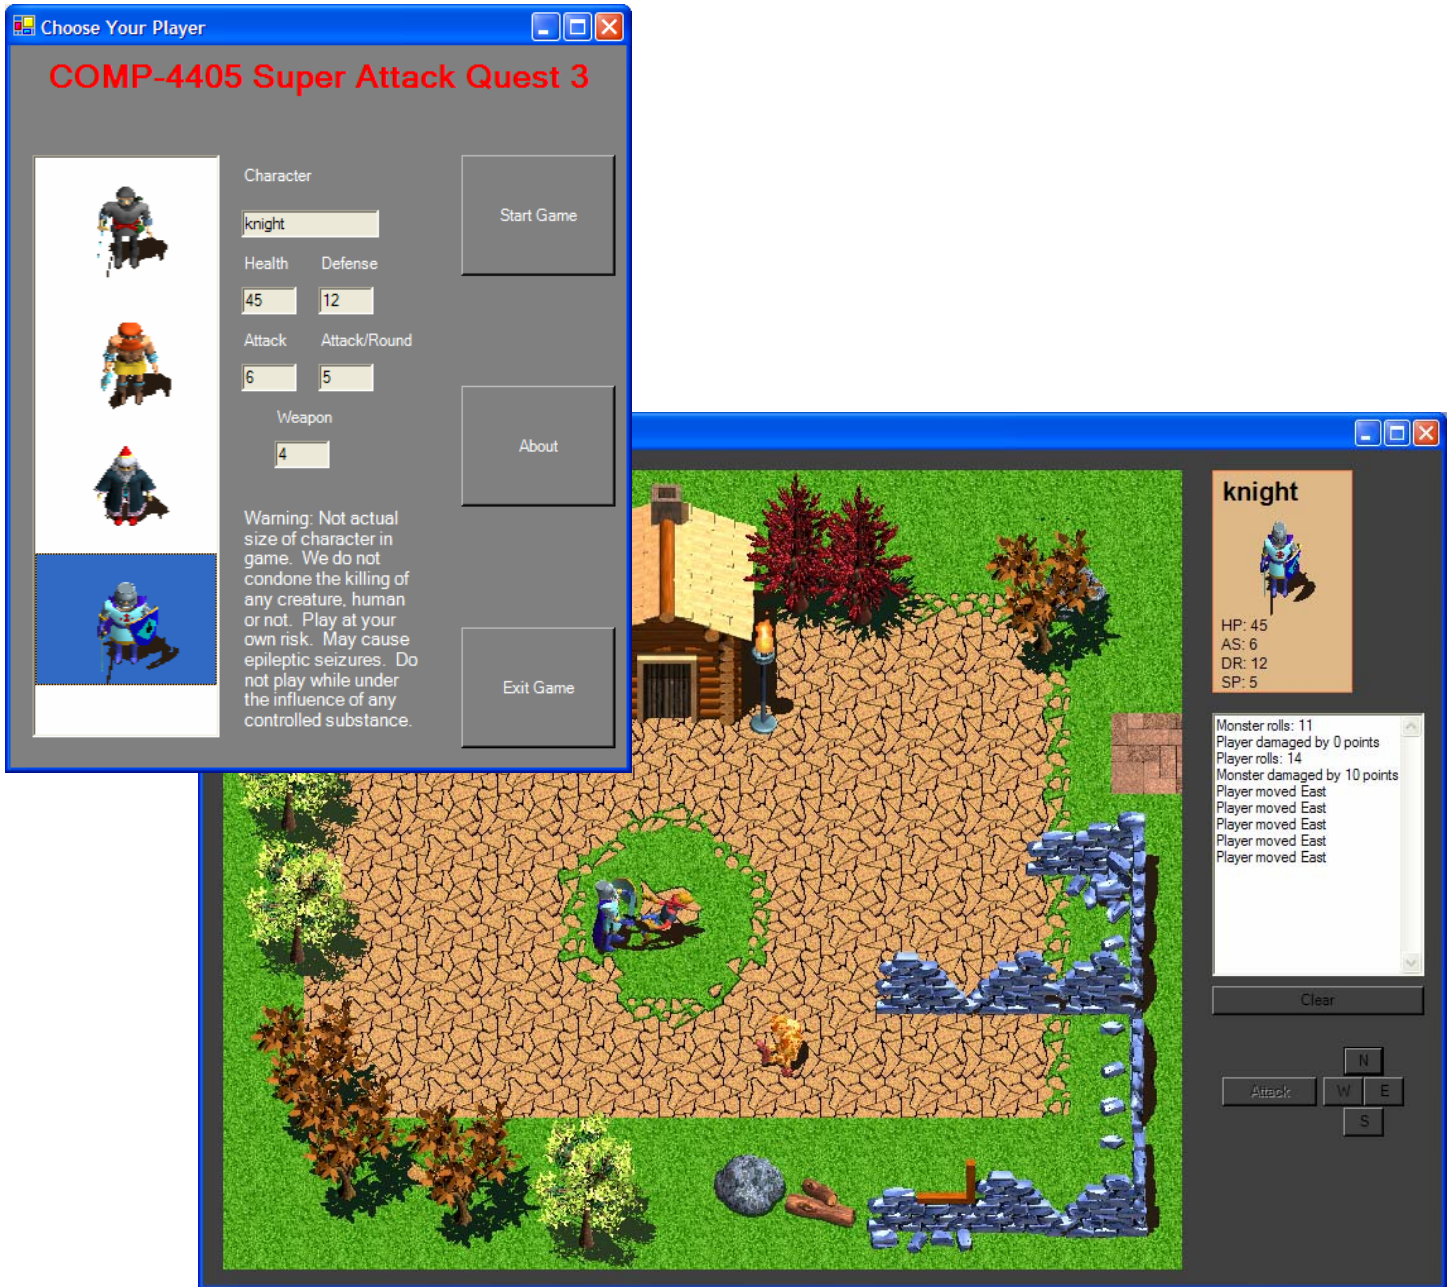 Choose Your Player
COMP-4405 Super Attack Quest 3
Character
knight
Health Defense
45 12
Attack Attack/Round
6 5
Weapon
4
Warning: Not actual
size of character in
game. We do not
condone the killing of
any creature, human
or not. Play at your
own risk. May cause
epileptic seizures. Do
not play while under
the influence of any
controlled substance.
Start Game
About
Exit Game
knight
HP: 45
AS: 6
DR: 12
SP: 5
Monster rolls: 11
Player damaged by 0 points
Player rolls: 14
Monster damaged by 10 points
Player moved East
Player moved East
Player moved East
Player moved East
Player moved East
Clear
N
Attack W E
S